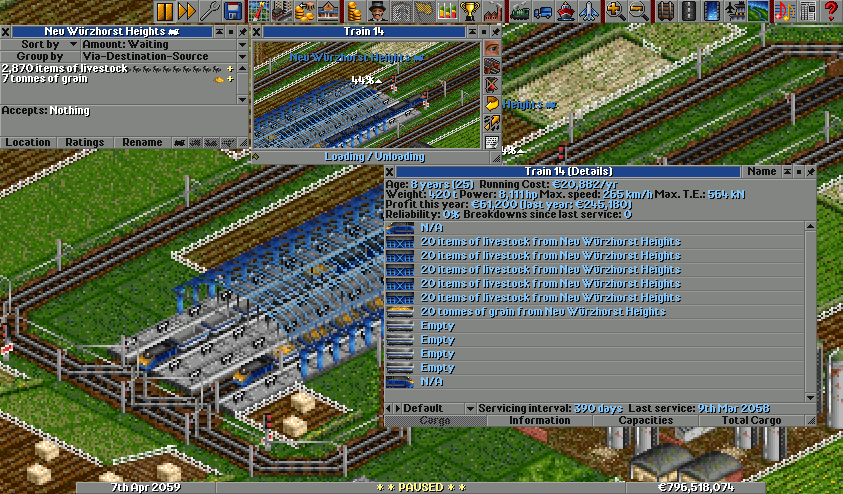 Neu Würzhorst Heights
Sort by
Amount: Waiting
Group by
Via-Destination-Source
2,870 items of livestock
7 tonnes of grain
Accepts: Nothing
Location
Ratings
Rename
Train 14
Neu Würzhorst Heights
44%
Loading / Unloading
Heights
Train 14 (Details)
Name
Age: 8 years (25) Running Cost: €20,882/yr
Weight: 420 t Power: 8,111hp Max. speed: 265 km/h Max. T.E.: 564 kN
Profit this year: €61,200 (last year: €245,180)
Reliability: 0% Breakdowns since last service: 0
N/A
20 items of livestock from Neu Würzhorst Heights
20 items of livestock from Neu Würzhorst Heights
20 items of livestock from Neu Würzhorst Heights
20 items of livestock from Neu Würzhorst Heights
20 items of livestock from Neu Würzhorst Heights
20 tonnes of grain from Neu Würzhorst Heights
Empty
Empty
Empty
Empty
N/A
Default
Servicing interval: 390 days Last service: 9th Mar 2058
Cargo
Information
Capacities
Total Cargo
7th Apr 2059
* * PAUSED * *
€796,518,074